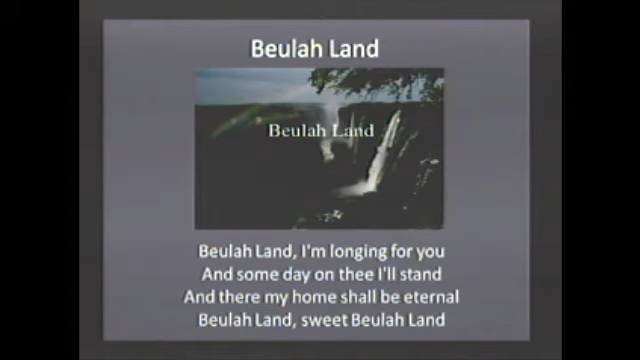 Beulah Land
Beulah Land
Beulah Land, I'm longing for you
And some day on thee I'll stand
And there my home shall be eternal
Beulah Land, sweet Beulah Land